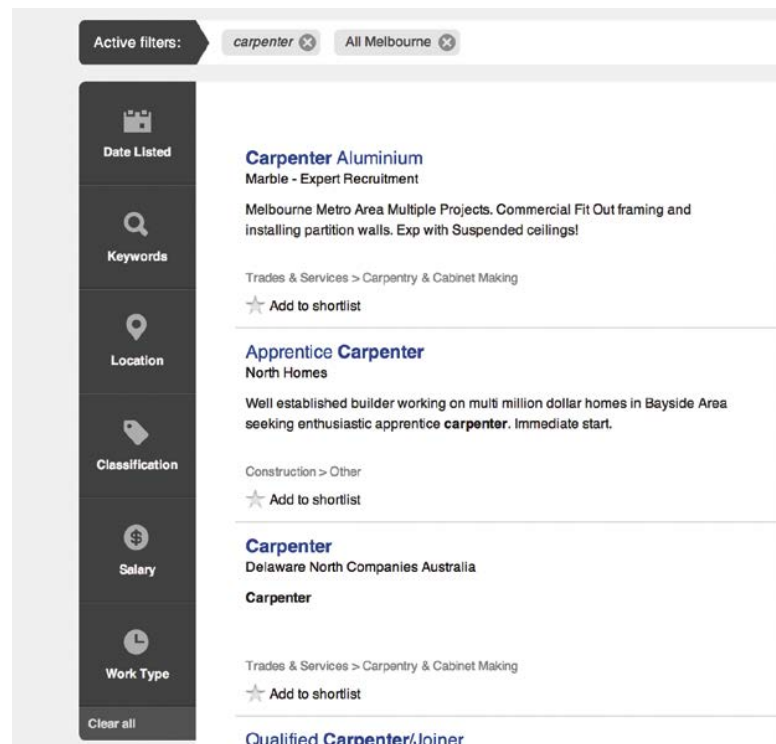 Active filters: carpenter All Melbourne
Date Listed
Keywords
Location
Classification
Salary
Work Type
Clear all
Carpenter Aluminium
Marble - Expert Recruitment
Melbourne Metro Area Multiple Projects. Commercial Fit Out framing and
installing partition walls. Exp with Suspended ceilings!
Trades & Services > Carpentry & Cabinet Making
Add to shortlist
Apprentice Carpenter
North Homes
Well established builder working on multi million dollar homes in Bayside Area
seeking enthusiastic apprentice carpenter. Immediate start.
Construction > Other
Add to shortlist
Carpenter
Delaware North Companies Australia
Carpenter
Trades & Services > Carpentry & Cabinet Making
Add to shortlist
Qualified Carpenter/Joiner